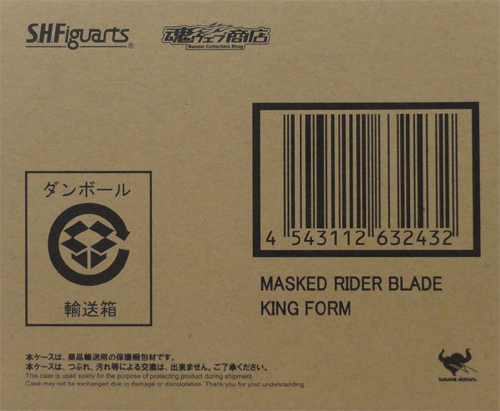 S.H.Figuarts®
魂ウェブ商店
Bandai Collectors Shop
4 543112 632432
ダンボール
輸送箱
MASKED RIDER BLADE
KING FORM
本ケースは、商品輸送用の保護梱包材です。
本ケースは、つぶれ、汚れ等による交換は、出来ません。ご了承ください。
This case is used solely for the purpose of protecting product during shipment.
Case may not be exchanged due to damage or discoloration. Thank you for your understanding.
TAMASHII NATIONS